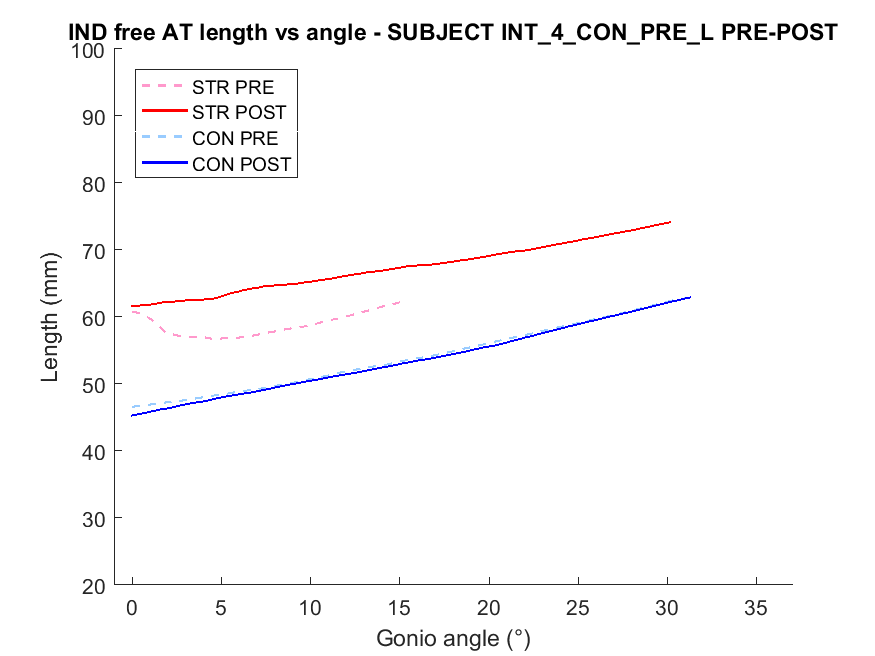 IND free AT length vs angle - SUBJECT INT_4_CON_PRE_L PRE-POST
STR PRE
STR POST
CON PRE
CON POST
100
90
80
70
60
50
40
30
20
Length (mm)
0 5 10 15 20 25 30 35
Gonio angle (°)